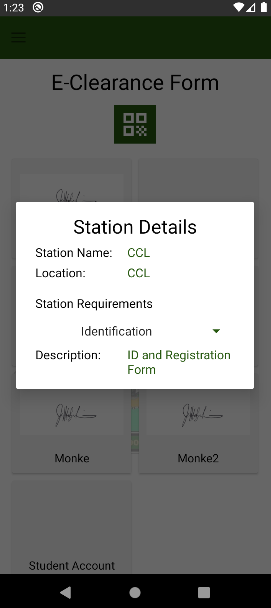 1:23
E-Clearance Form
Station Details
Station Name: CCL
Location: CCL
Station Requirements
Identification
Description: ID and Registration
Form
Monke
Monke2
Student Account